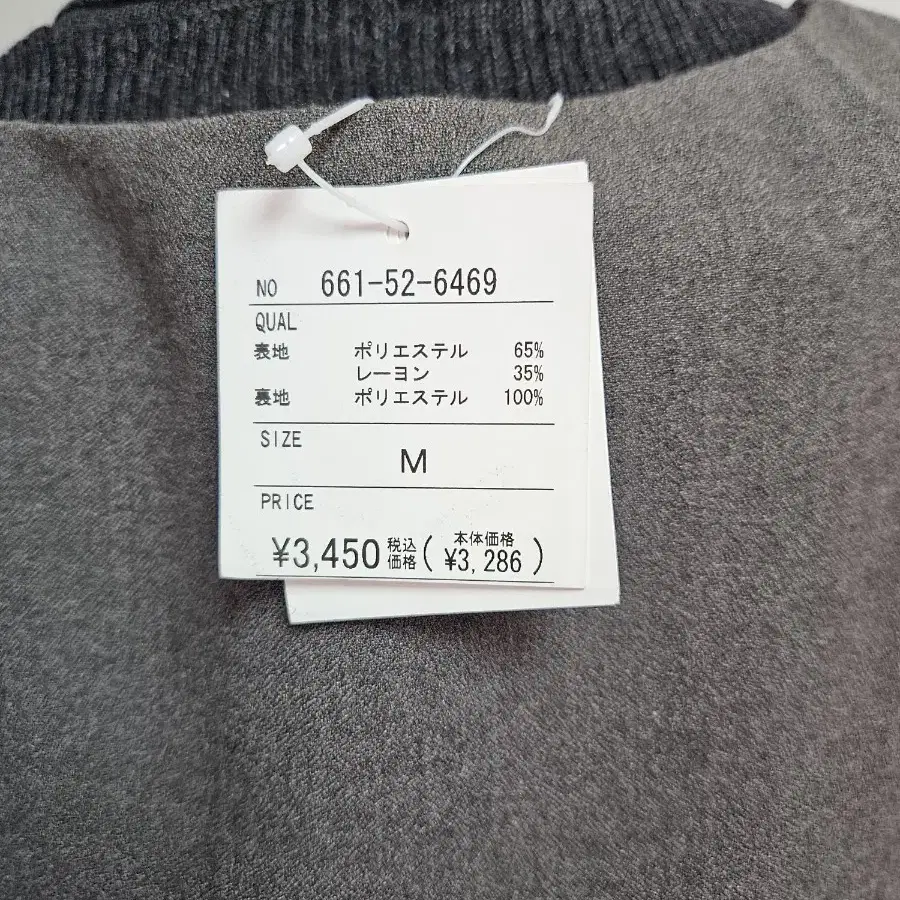 NO 661-52-6469
QUAL
表地 ポリエステル 65%
レーヨン 35%
裏地 ポリエステル 100%
SIZE
M
PRICE
¥3,450 税込価格 (本体価格 ¥3,286)